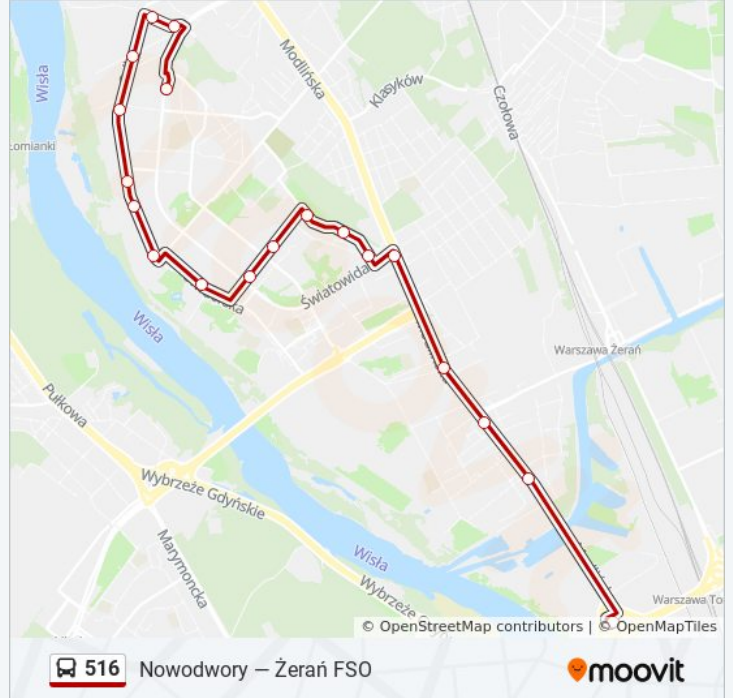 Modlińska
Klasyków
Czołowa
Wisła
omianki
Światowida
Wisła
Warszawa Żerań
Pułkowa
Wybrzeże Gdyńskie
Marymoncka
Wisła
Wybrzeże
Warszawa To
© OpenStreetMap contributors | © OpenMapTiles
516 Nowodwory — Żerań FSO
moovit